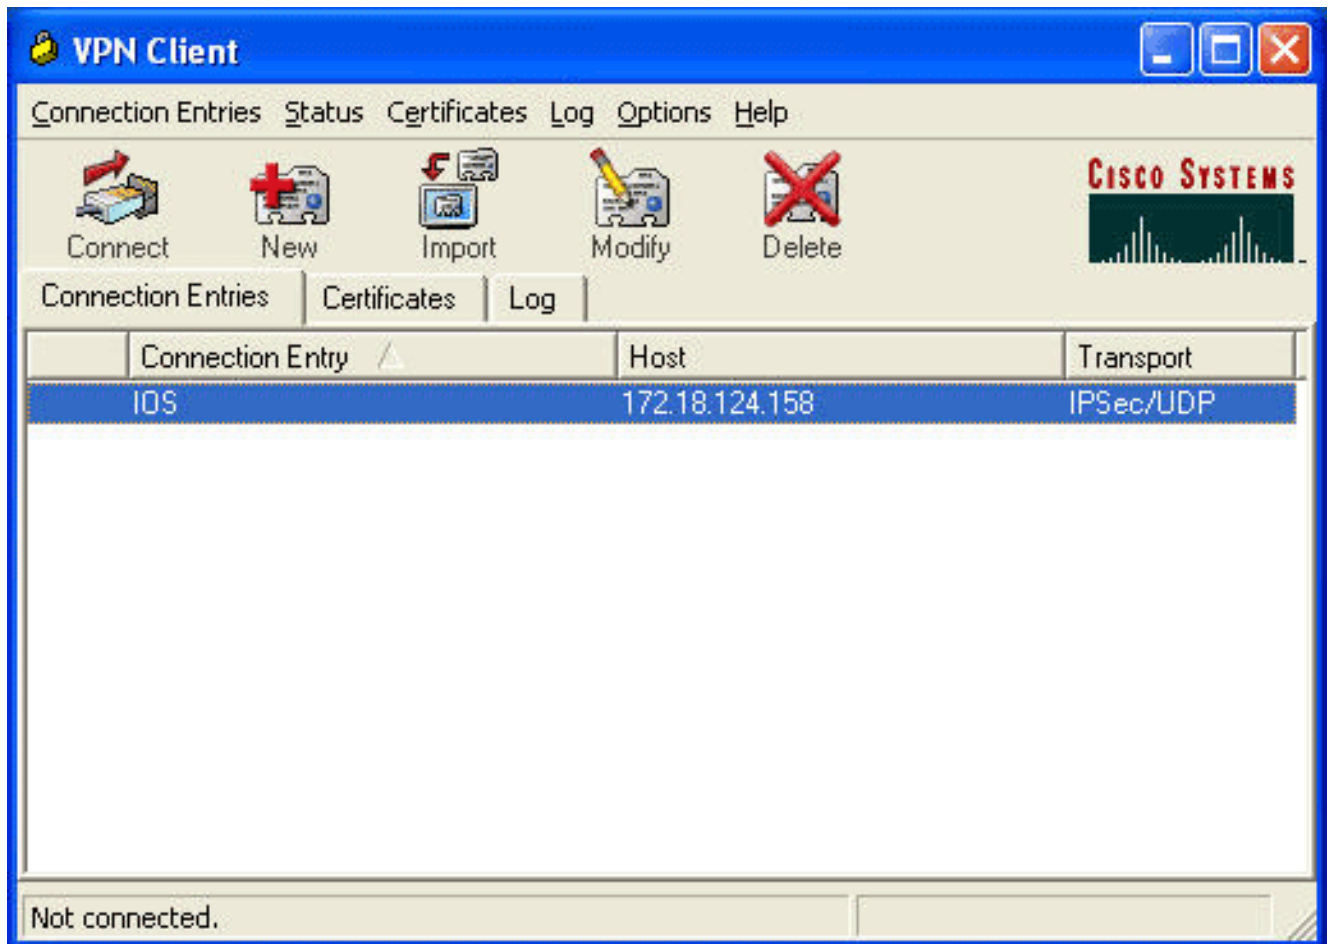 VPN Client
Connection Entries Status Certificates Log Options Help
CISCO SYSTEMS
Connect New Import Modify Delete
Connection Entries Certificates Log
Connection Entry Host Transport
IOS 172.18.124.158 IPSec/UDP
Not connected.